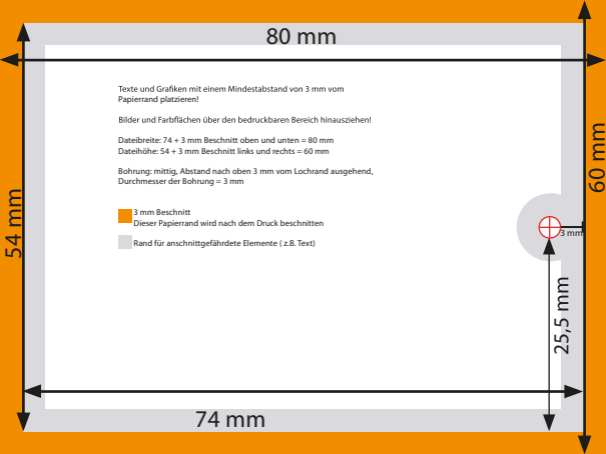 80 mm
Texte und Grafiken mit einem Mindestabstand von 3 mm vom
Papierrand platzieren!
Bilder und Farbflächen über den bedruckbaren Bereich hinausziehen!
Dateibreite: 74 + 3 mm Beschnitt oben und unten = 80 mm
Dateihöhe: 54 + 3 mm Beschnitt links und rechts = 60 mm
Bohrung: mittig, Abstand nach oben 3 mm vom Lochrand ausgehend,
Durchmesser der Bohrung = 3 mm
3 mm Beschnitt
Dieser Papierrand wird nach dem Druck beschnitten
Rand für anschnittgefährdete Elemente ( z.B. Text)
54 mm
60 mm
3 mm
25,5 mm
74 mm